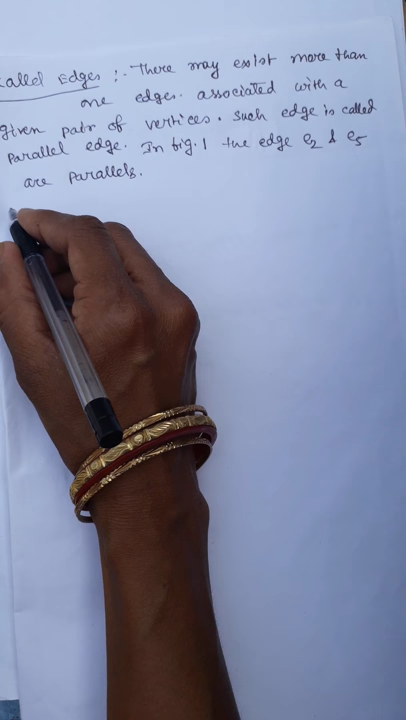 allel Edges :- There may exist more than
one edges. associated with a
given pair of vertices. Such edge is called
Parallel edge. In fig. 1 the edge e2 & e5
are parallels.